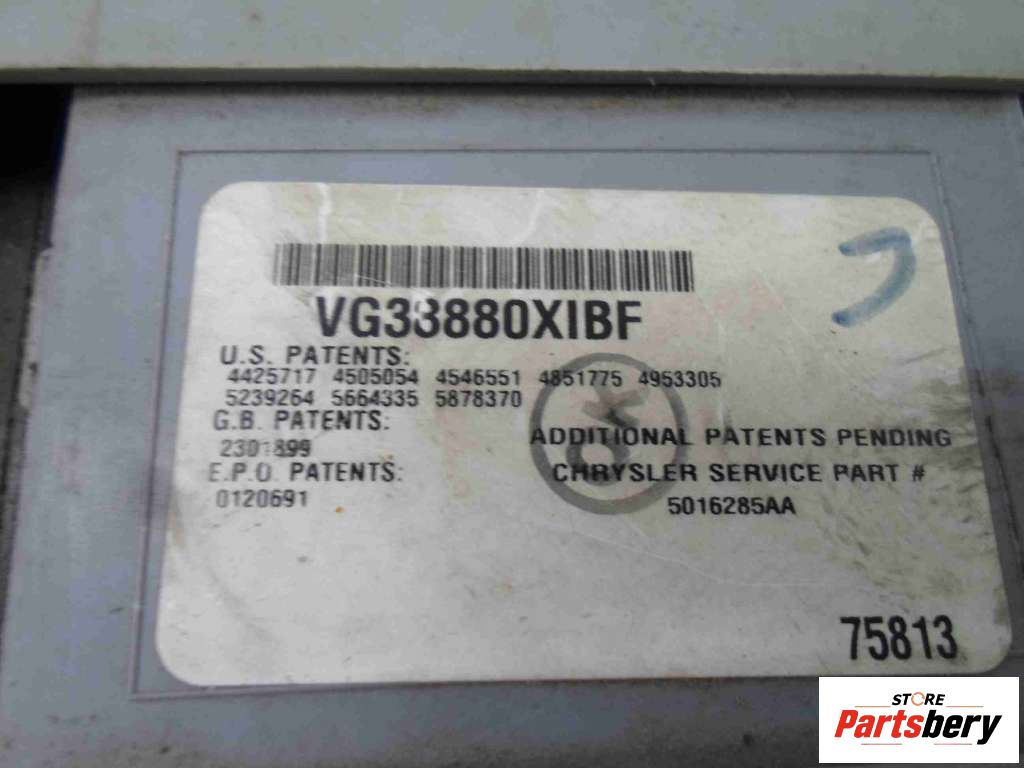 VG33880XIBF
U.S. PATENTS:
4425717 4505054 4546551 4851775 4953305
5239264 5664335 5878370
G.B. PATENTS:
2301899
E.P.O. PATENTS:
0120691
ADDITIONAL PATENTS PENDING
CHRYSLER SERVICE PART #
5016285AA
OK
75813
STORE
Partsbery